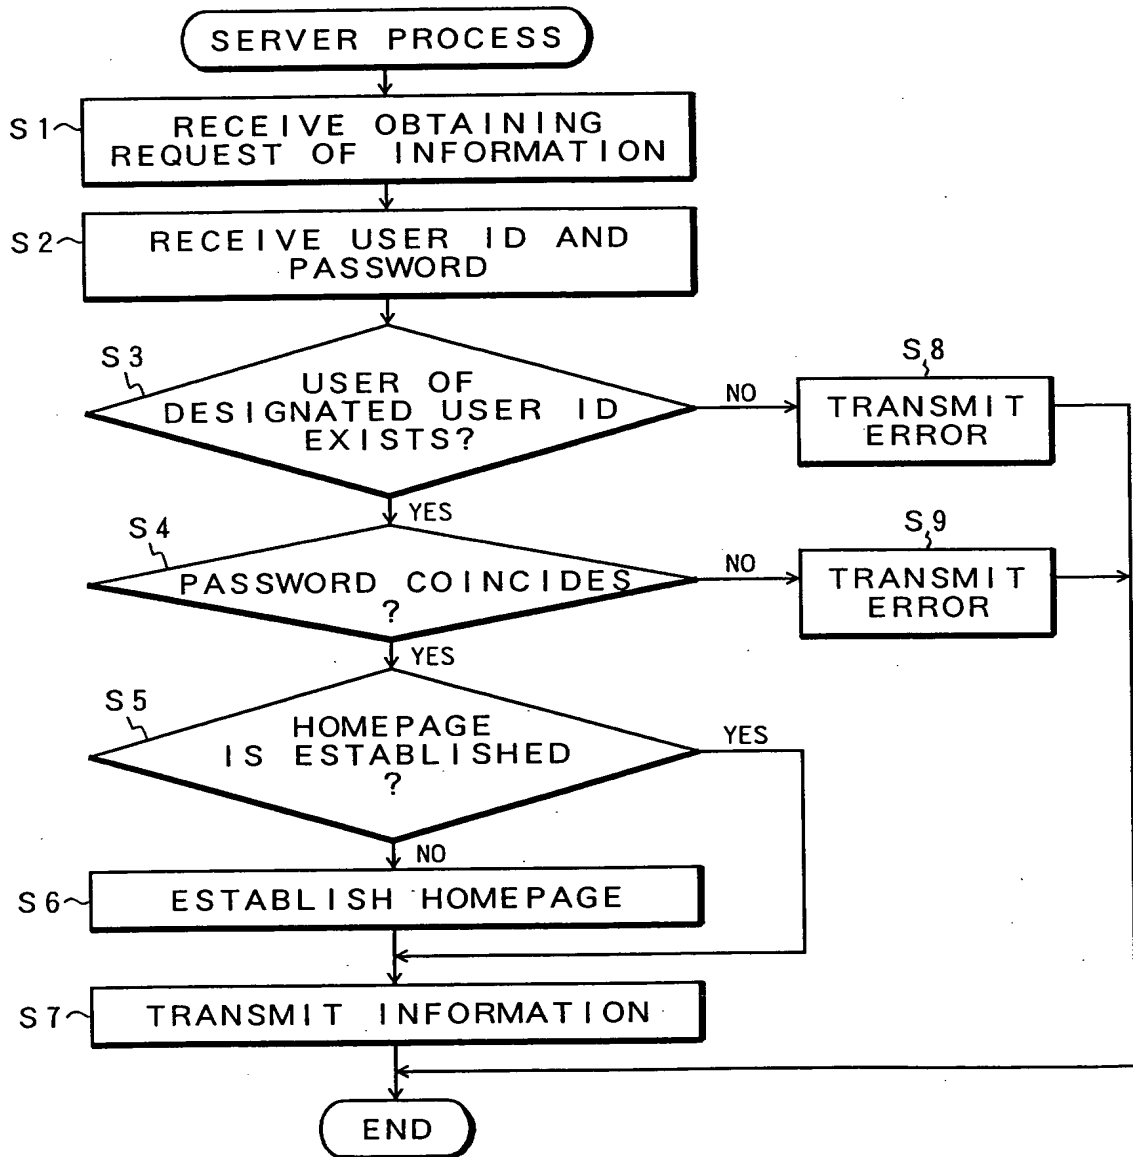 SERVER PROCESS
S1
RECEIVE OBTAINING
REQUEST OF INFORMATION
S2
RECEIVE USER ID AND
PASSWORD
S3
USER OF
DESIGNATED USER ID
EXISTS?
NO
S8
TRANSMIT
ERROR
YES
S4
PASSWORD COINCIDES
?
NO
S9
TRANSMIT
ERROR
YES
S5
HOMEPAGE
IS ESTABLISHED
?
YES
NO
S6
ESTABLISH HOMEPAGE
S7
TRANSMIT INFORMATION
END